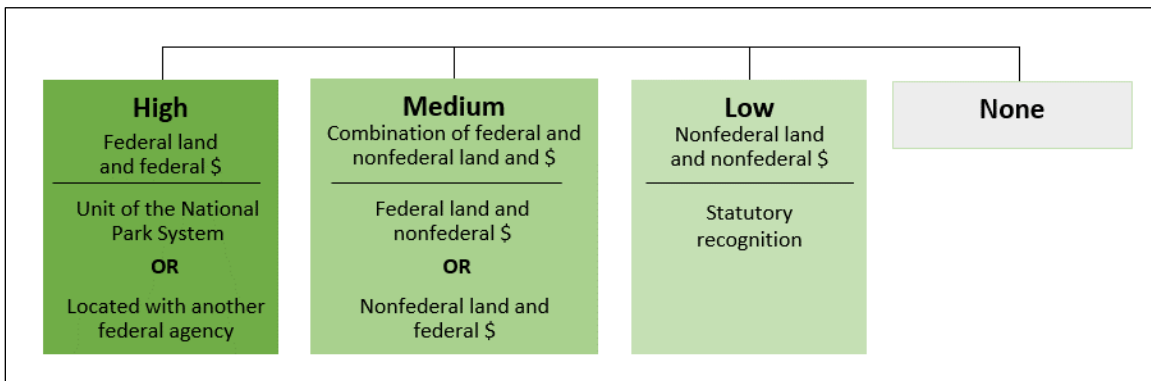 High
Federal land
and federal $
Unit of the National
Park System
OR
Located with another
federal agency
Medium
Combination of federal and
nonfederal land and $
Federal land and
nonfederal $
OR
Nonfederal land and
federal $
Low
Nonfederal land
and nonfederal $
Statutory
recognition
None